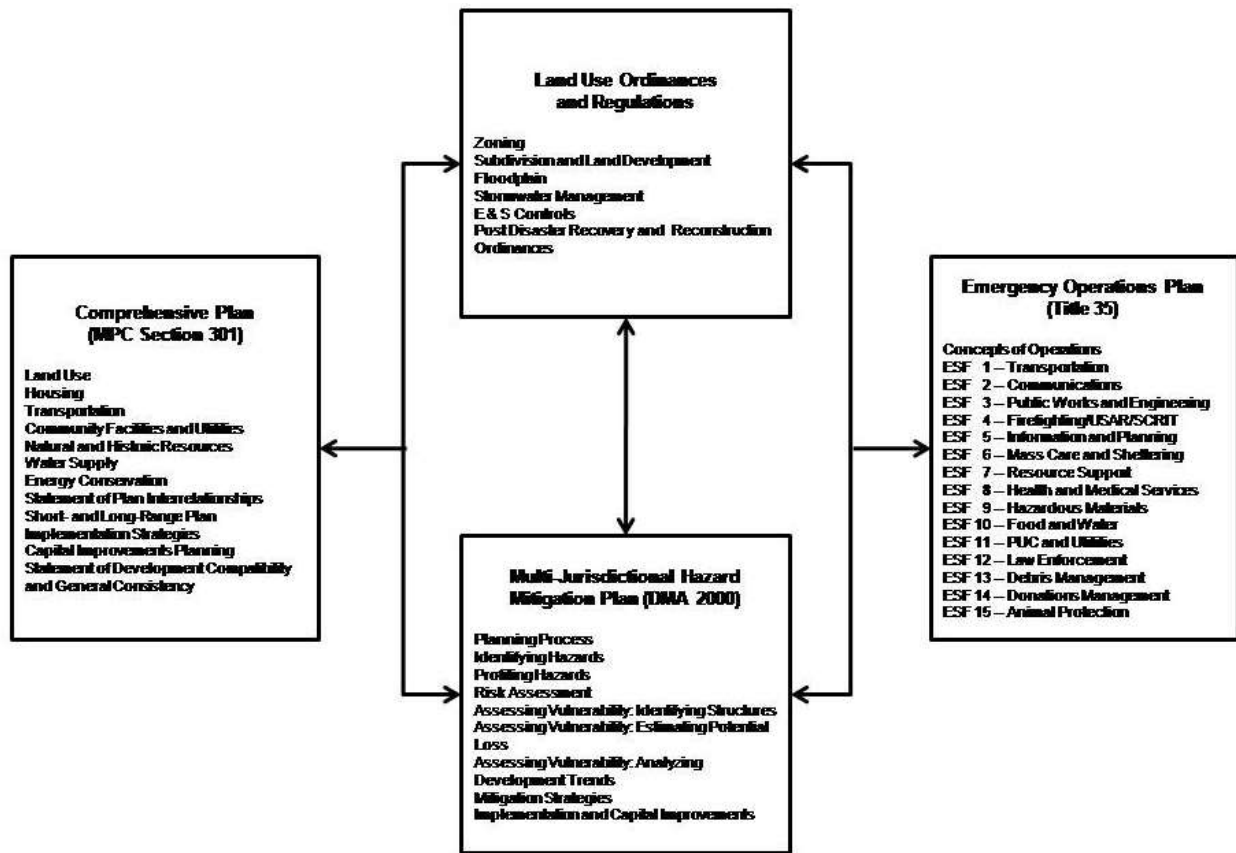 Land Use Ordinances
and Regulations
Zoning
Subdivision and Land Development
Floodplain
Stormwater Management
E & S Controls
Post Disaster Recovery and Reconstruction
Ordinances
Comprehensive Plan
(MPC Section 301)
Land Use
Housing
Transportation
Community Facilities and Utilities
Natural and Historic Resources
Water Supply
Energy Conservation
Statement of Plan Interrelationships
Short- and Long-Range Plan
Implementation Strategies
Capital Improvements Planning
Statement of Development Compatibility
and General Consistency
Emergency Operations Plan
(Title 35)
Concepts of Operations
ESF 1 – Transportation
ESF 2 – Communications
ESF 3 – Public Works and Engineering
ESF 4 – Firefighting/USAR/SCRIT
ESF 5 – Information and Planning
ESF 6 – Mass Care and Sheltering
ESF 7 – Resource Support
ESF 8 – Health and Medical Services
ESF 9 – Hazardous Materials
ESF 10 – Food and Water
ESF 11 – PUC and Utilities
ESF 12 – Law Enforcement
ESF 13 – Debris Management
ESF 14 – Donations Management
ESF 15 – Animal Protection
Multi-Jurisdictional Hazard
Mitigation Plan (DMA 2000)
Planning Process
Identifying Hazards
Profiling Hazards
Risk Assessment
Assessing Vulnerability: Identifying Structures
Assessing Vulnerability: Estimating Potential
Loss
Assessing Vulnerability: Analyzing
Development Trends
Mitigation Strategies
Implementation and Capital Improvements